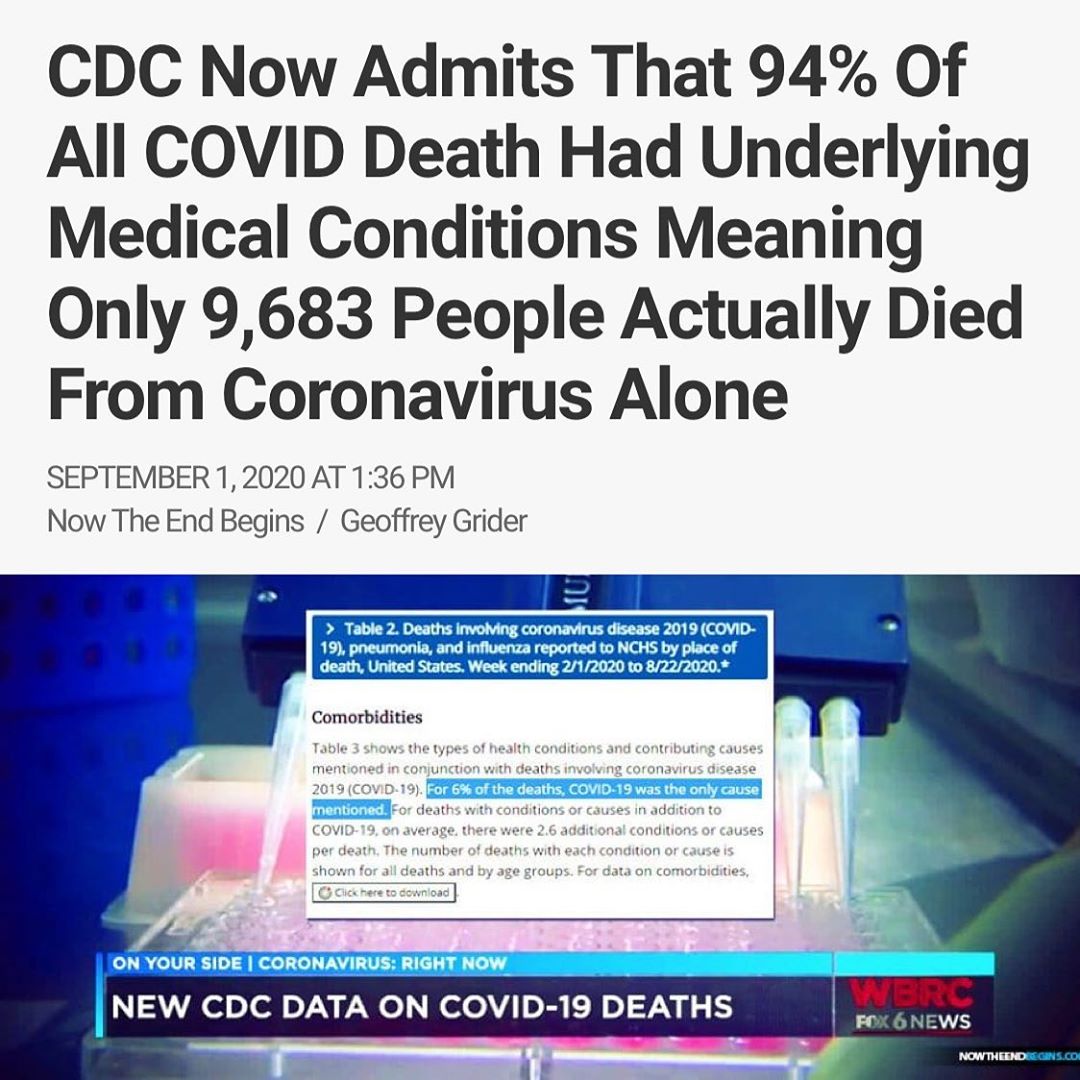 CDC Now Admits That 94% Of
All COVID Death Had Underlying
Medical Conditions Meaning
Only 9,683 People Actually Died
From Coronavirus Alone
SEPTEMBER 1, 2020 AT 1:36 PM
Now The End Begins / Geoffrey Grider
> Table 2. Deaths involving coronavirus disease 2019 (COVID-
19), pneumonia, and influenza reported to NCHS by place of
death, United States. Week ending 2/1/2020 to 8/22/2020.*
Comorbidities
Table 3 shows the types of health conditions and contributing causes
mentioned in conjunction with deaths involving coronavirus disease
2019 (COVID-19). For 6% of the deaths, COVID-19 was the only cause
mentioned. For deaths with conditions or causes in addition to
COVID-19, on average, there were 2.6 additional conditions or causes
per death. The number of deaths with each condition or cause is
shown for all deaths and by age groups. For data on comorbidities,
Click here to download
ON YOUR SIDE | CORONAVIRUS: RIGHT NOW
NEW CDC DATA ON COVID-19 DEATHS
WBRC
FOX 6 NEWS
NOWTHEENDBEGINS.CO